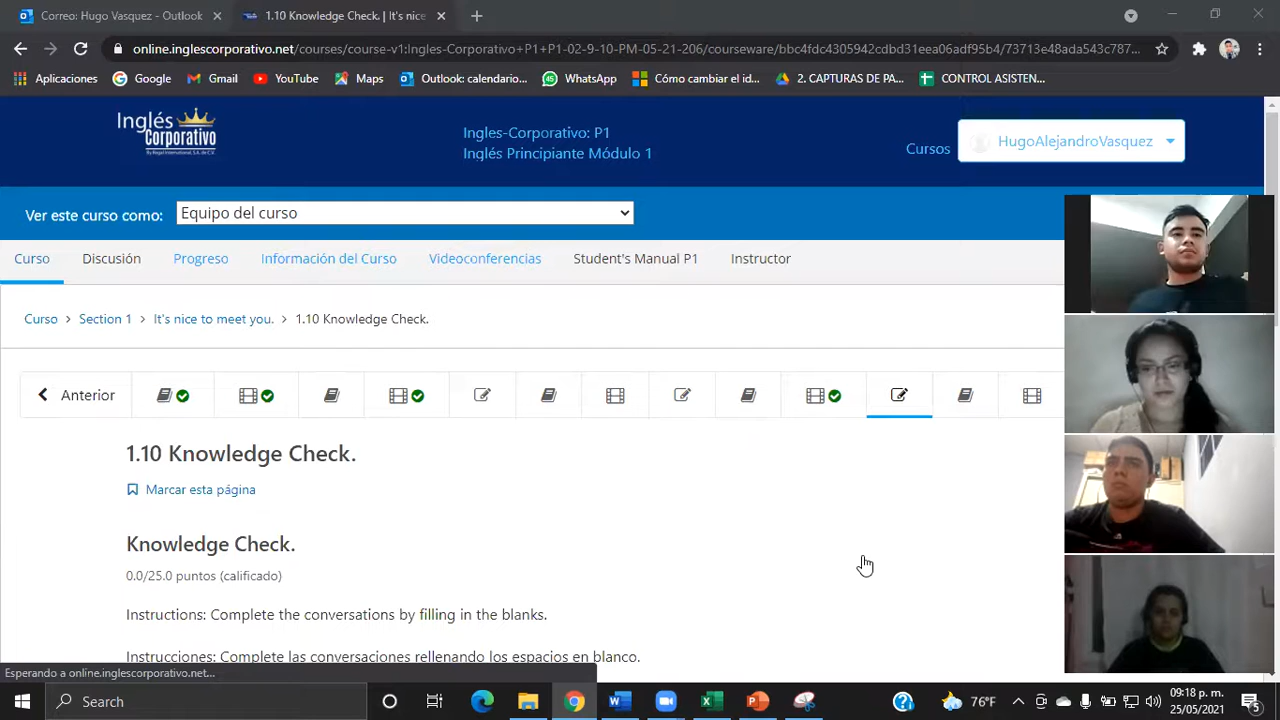 Correo: Hugo Vasquez - Outlook
1.10 Knowledge Check. | It's nice
online.inglescorporativo.net/courses/course-v1:Ingles-Corporativo+P1+P1-02-9-10-PM-05-21-206/courseware/bbc4fdc4305942cdbd31eea06adf95b4/73713e48ada543c787...
Aplicaciones
Google
Gmail
YouTube
Maps
Outlook: calendario...
WhatsApp
Cómo cambiar el id...
2. CAPTURAS DE PA...
CONTROL ASISTEN...
Inglés
Corporativo
By Regal International, S.A. de C.V.
Ingles-Corporativo: P1
Inglés Principiante Módulo 1
Cursos
HugoAlejandroVasquez
Ver este curso como:
Equipo del curso
Curso
Discusión
Progreso
Información del Curso
Videoconferencias
Student's Manual P1
Instructor
Curso > Section 1 > It's nice to meet you. > 1.10 Knowledge Check.
Anterior
1.10 Knowledge Check.
Marcar esta página
Knowledge Check.
0.0/25.0 puntos (calificado)
Instructions: Complete the conversations by filling in the blanks.
Instrucciones: Complete las conversaciones rellenando los espacios en blanco.
Esperando a online.inglescorporativo.net...
Search
76°F
09:18 p. m.
25/05/2021
5